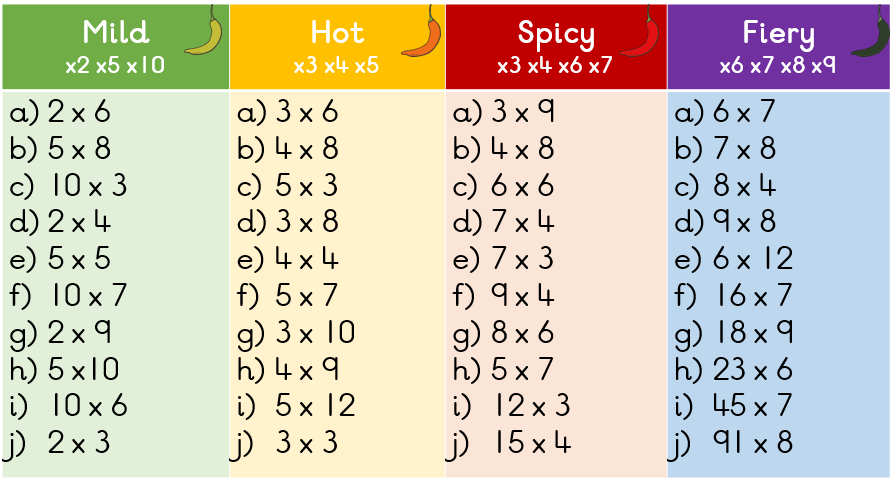 Mild
x2 x5 x10
a) 2 x 6
b) 5 x 8
c) 10 x 3
d) 2 x 4
e) 5 x 5
f) 10 x 7
g) 2 x 9
h) 5 x10
i) 10 x 6
j) 2 x 3
Hot
x3 x4 x5
a) 3 x 6
b) 4 x 8
c) 5 x 3
d) 3 x 8
e) 4 x 4
f) 5 x 7
g) 3 x 10
h) 4 x 9
i) 5 x 12
j) 3 x 3
Spicy
x3 x4 x6 x7
a) 3 x 9
b) 4 x 8
c) 6 x 6
d) 7 x 4
e) 7 x 3
f) 9 x 4
g) 8 x 6
h) 5 x 7
i) 12 x 3
j) 15 x 4
Fiery
x6 x7 x8 x9
a) 6 x 7
b) 7 x 8
c) 8 x 4
d) 9 x 8
e) 6 x 12
f) 16 x 7
g) 18 x 9
h) 23 x 6
i) 45 x 7
j) 91 x 8